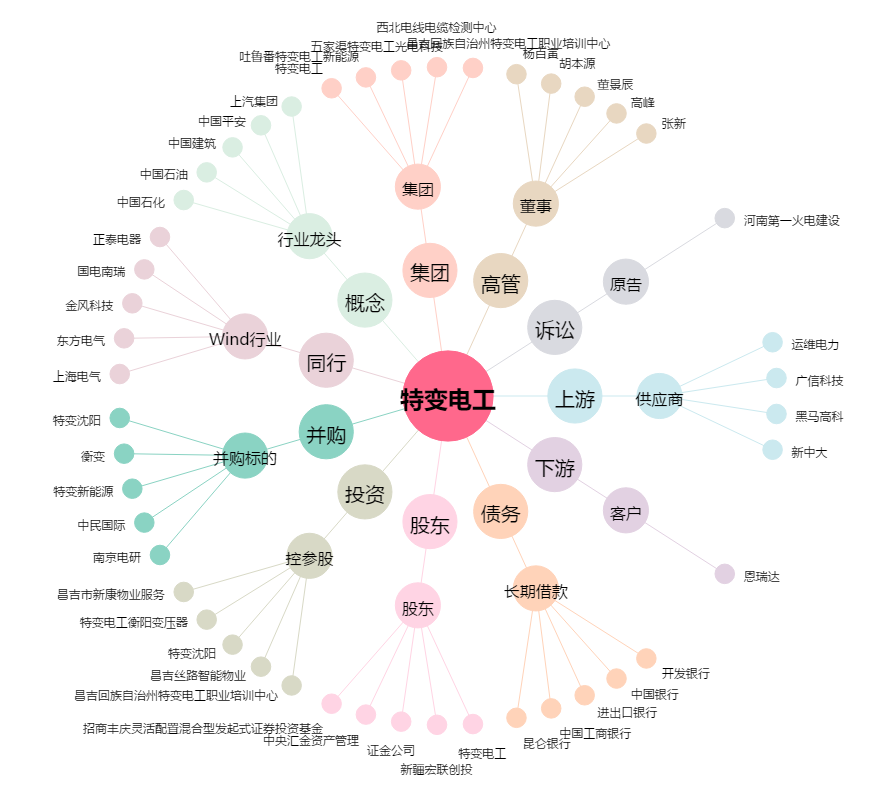 西北电线电缆检测中心
昌吉回族自治州特变电工职业培训中心
五家渠特变电工光电科技
吐鲁番特变电工新能源
特变电工
杨百寅
胡本源
董景辰
高峰
张新
集团
集团
董事
高管
上汽集团
中国平安
中国建筑
中国石油
中国石化
行业龙头
概念
河南第一火电建设
原告
诉讼
正泰电器
国电南瑞
金风科技
东方电气
上海电气
Wind行业
同行
运维电力
广信科技
黑马高科
新中大
供应商
上游
特变电工
特变沈阳
衡变
特变新能源
中民国际
南京电研
并购标的
并购
下游
客户
恩瑞达
投资
控参股
昌吉市新康物业服务
特变电工衡阳变压器
特变沈阳
昌吉丝路智能物业
昌吉回族自治州特变电工职业培训中心
股东
股东
招商丰庆灵活配置混合型发起式证券投资基金
中央汇金资产管理
证金公司
新疆宏联创投
特变电工
债务
长期借款
开发银行
中国银行
进出口银行
中国工商银行
昆仑银行